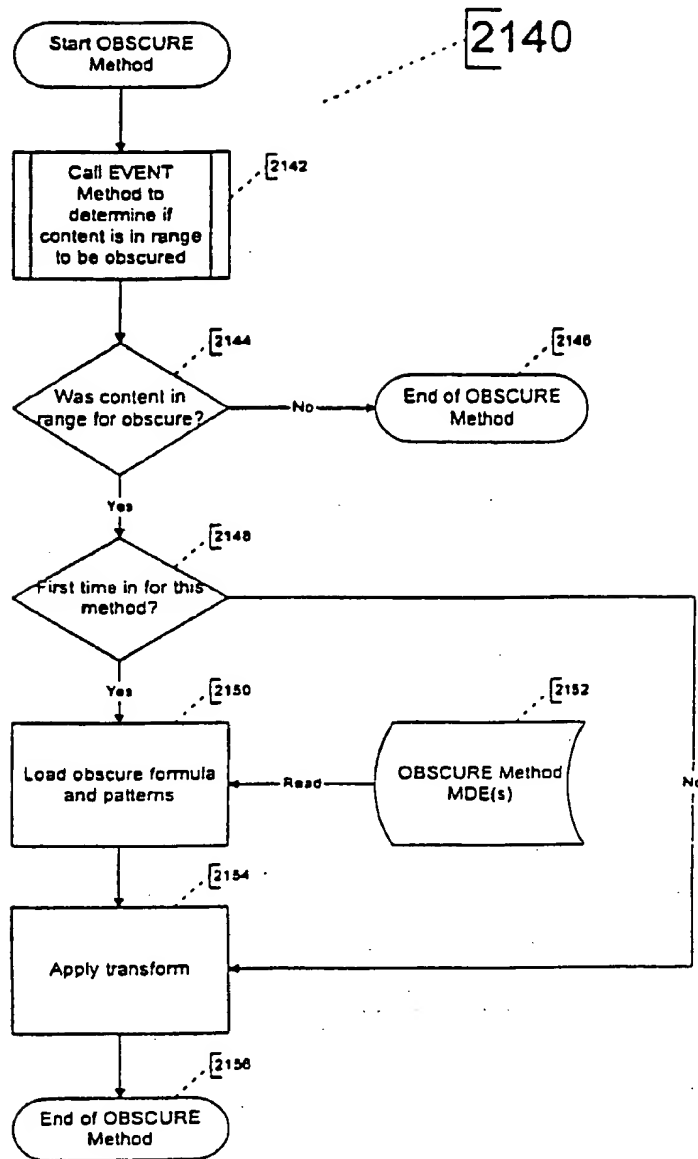 Start OBSCURE
Method
2140
Call EVENT
Method to
determine if
content is in range
to be obscured
2142
2144
Was content in
range for obscure?
No
2146
End of OBSCURE
Method
Yes
2148
First time in for this
method?
No
Yes
2150
Load obscure formula
and patterns
Read
2152
OBSCURE Method
MDE(s)
2154
Apply transform
2156
End of OBSCURE
Method